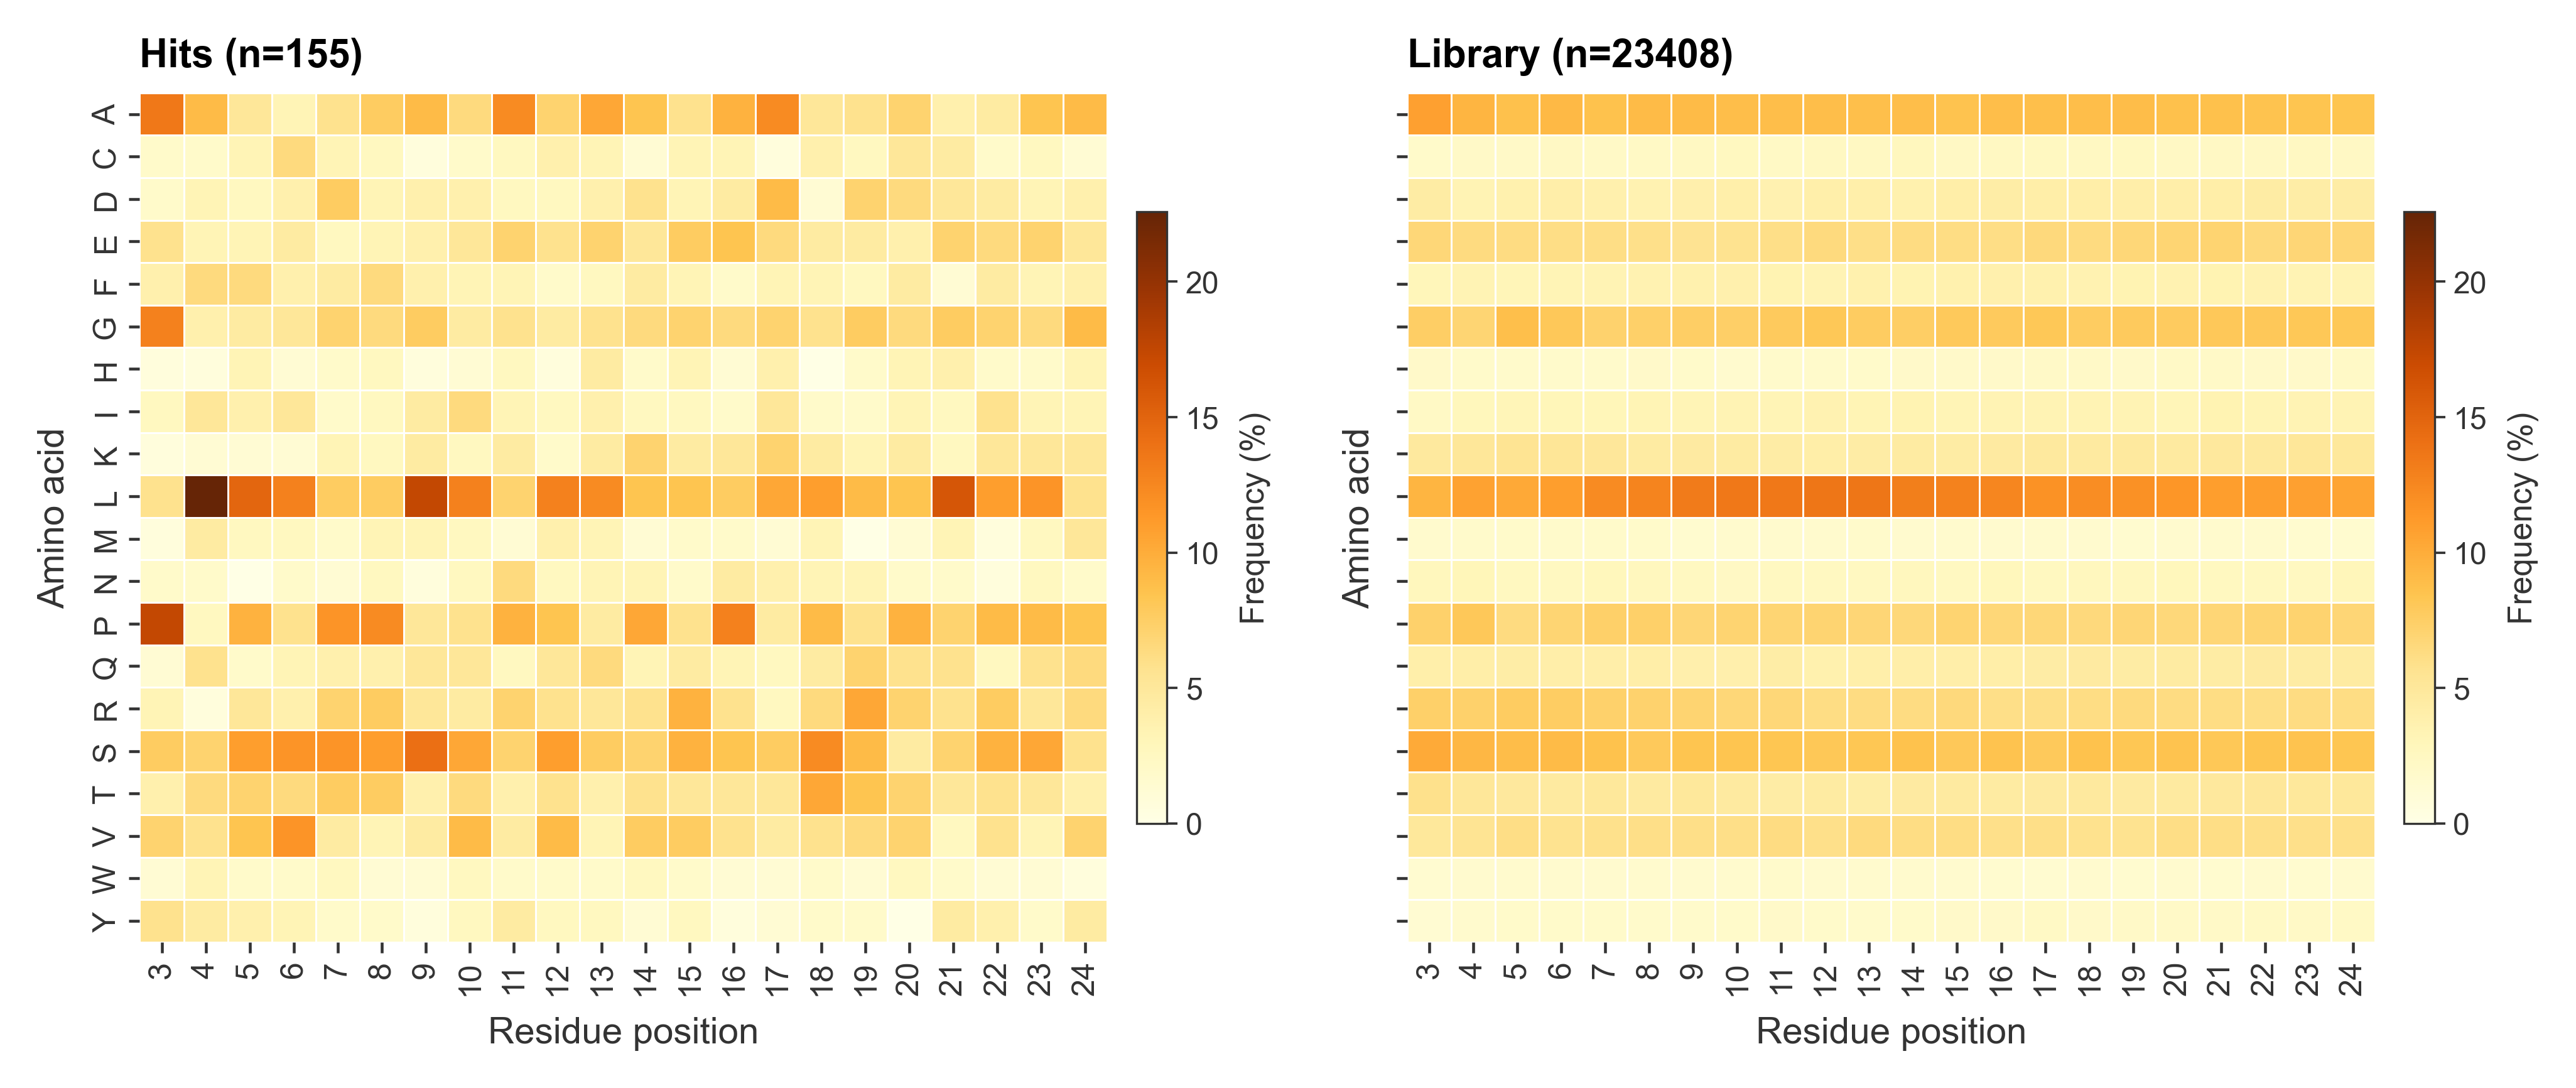 Hits (n=155)
Library (n=23408)
Amino acid
A
C
D
E
F
G
H
I
K
L
M
N
P
Q
R
S
T
V
W
Y
3 4 5 6 7 8 9 10 11 12 13 14 15 16 17 18 19 20 21 22 23 24
Residue position
20
15
10
5
0
Frequency (%)
Amino acid
3 4 5 6 7 8 9 10 11 12 13 14 15 16 17 18 19 20 21 22 23 24
Residue position
20
15
10
5
0
Frequency (%)